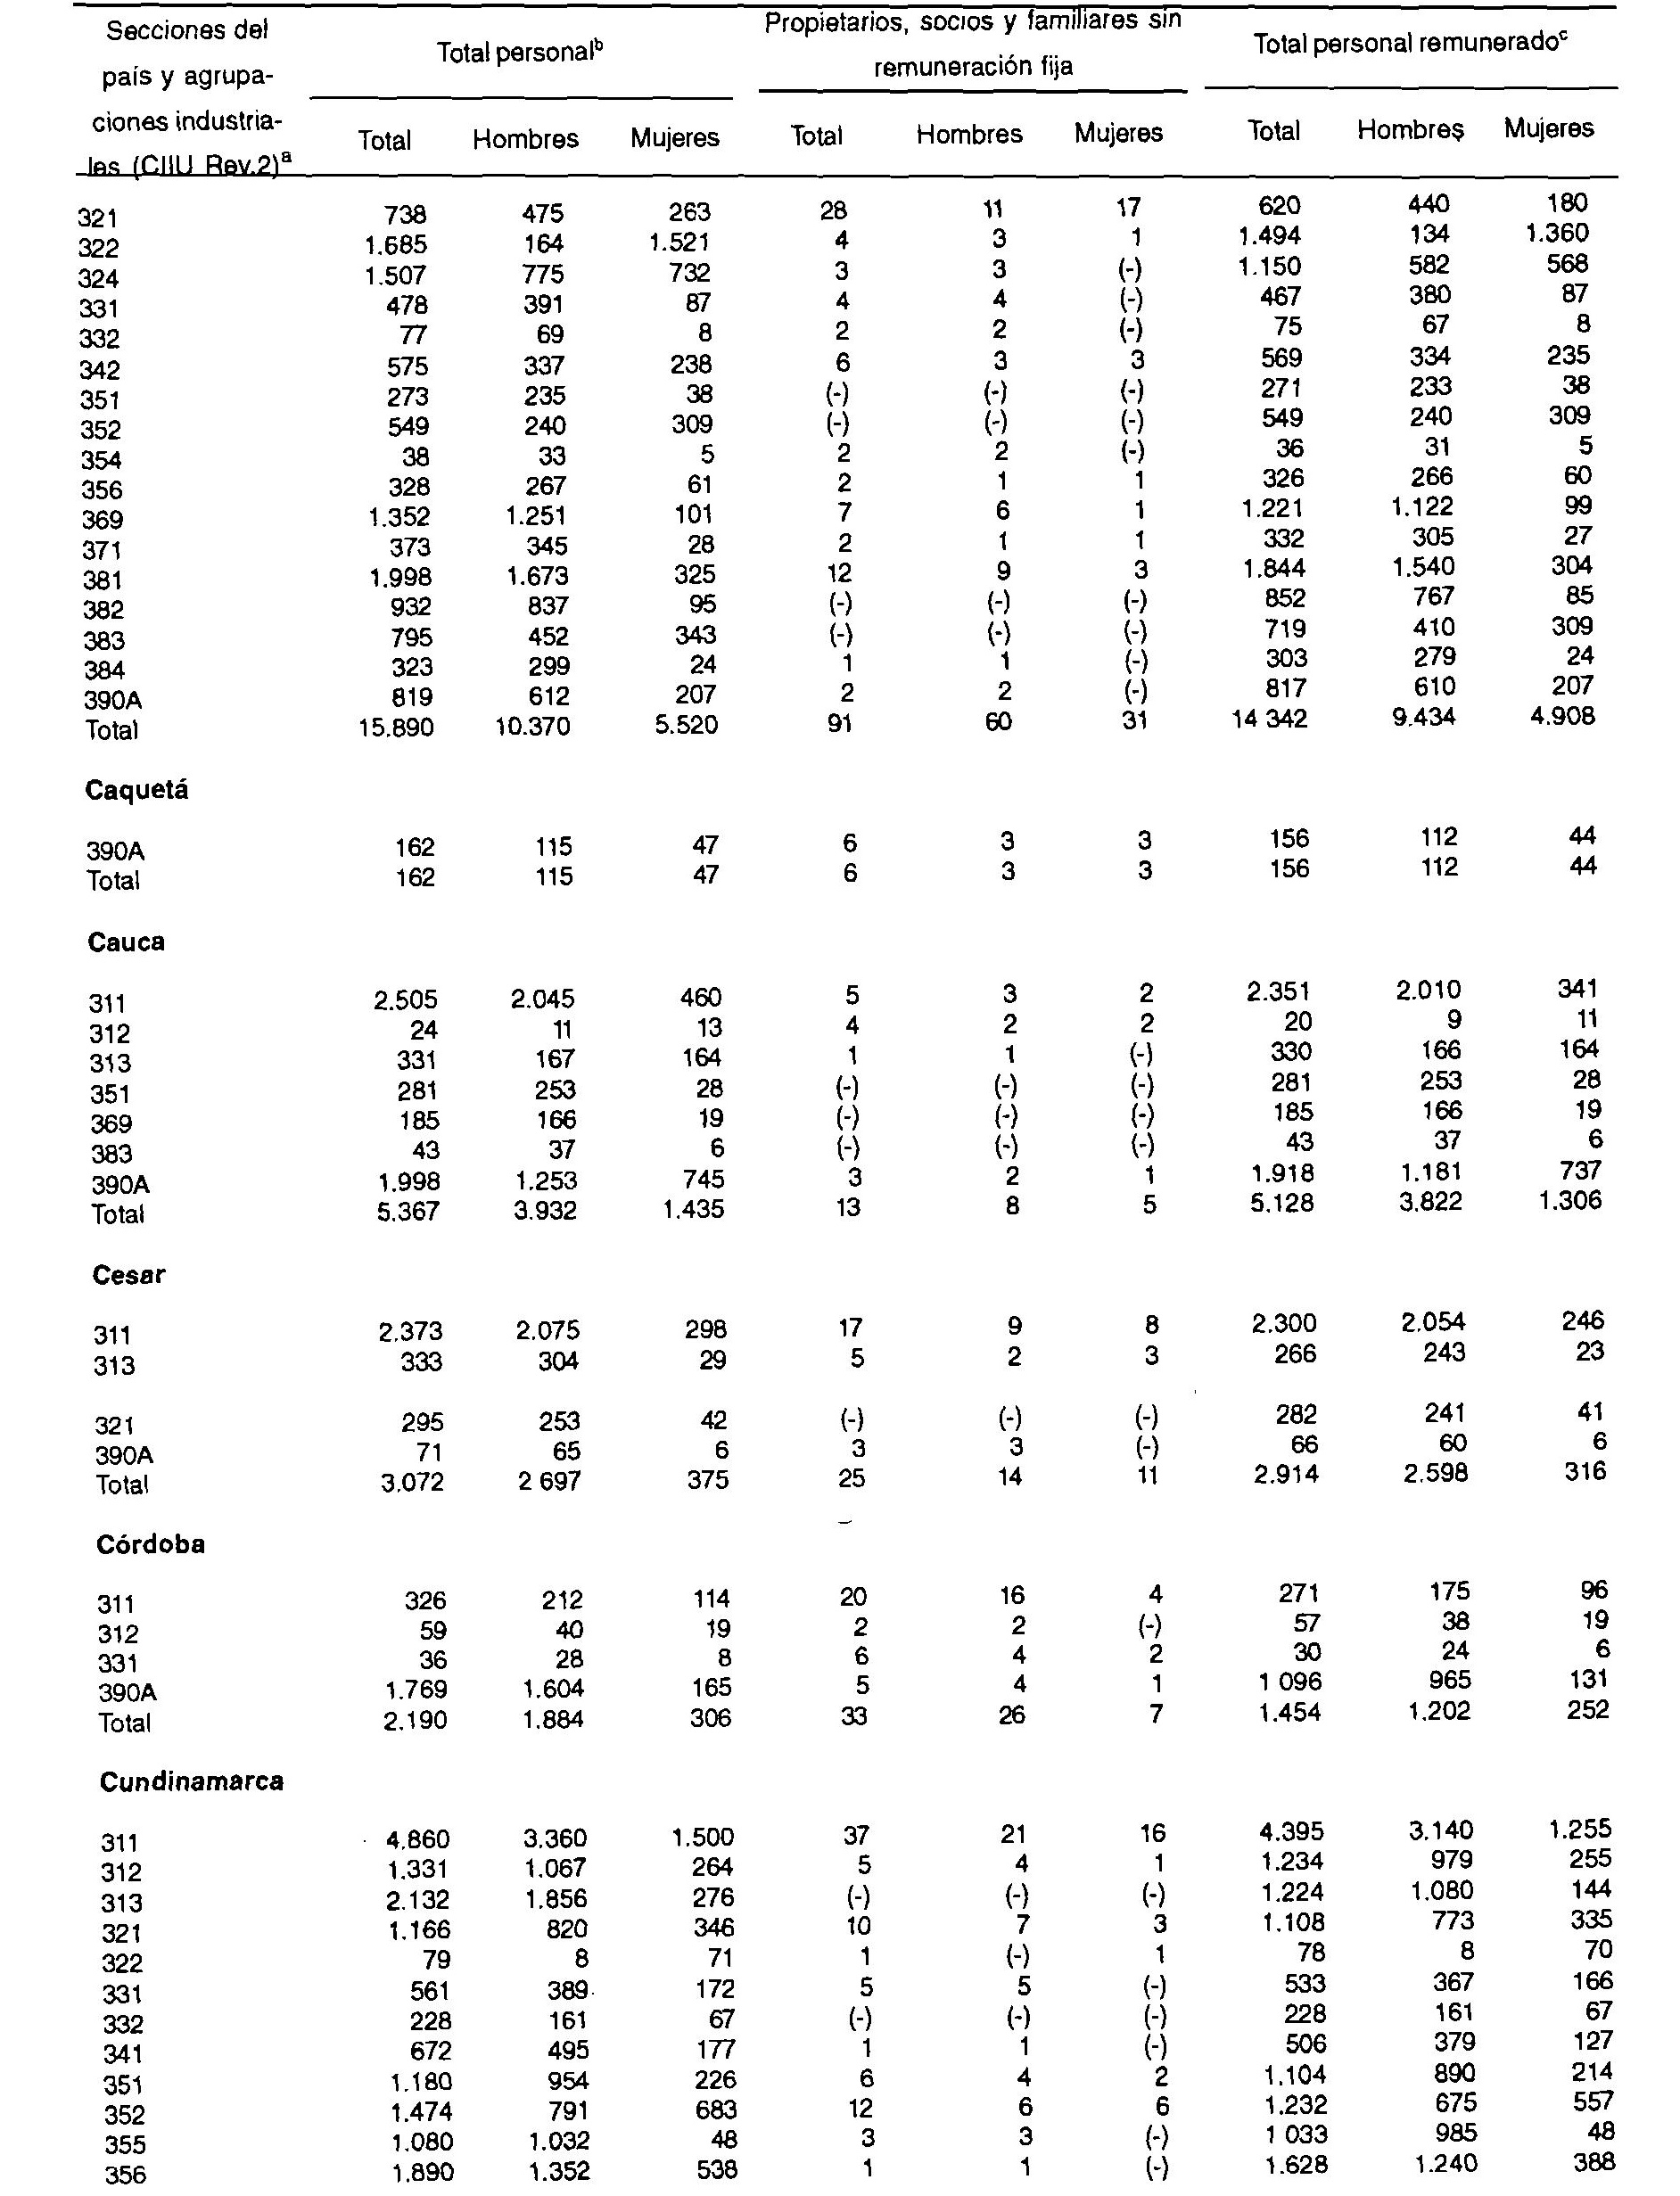 Secciones del país y agrupaciones industriales (CIIU Rev.2)a Total personalb Propietarios, socios y familiares sin remuneración fija Total personal remuneradoc
Total Hombres Mujeres Total Hombres Mujeres Total Hombres Mujeres
321 738 475 263 28 11 17 620 440 180
322 1.685 164 1.521 4 3 1 1.494 134 1.360
324 1.507 775 732 3 3 (-) 1.150 582 568
331 478 391 87 4 4 (-) 467 380 87
332 77 69 8 2 2 (-) 75 67 8
342 575 337 238 6 3 3 569 334 235
351 273 235 38 (-) (-) (-) 271 233 38
352 549 240 309 (-) (-) (-) 549 240 309
354 38 33 5 2 2 (-) 36 31 5
356 328 267 61 2 1 1 326 266 60
369 1.352 1.251 101 7 6 1 1.221 1.122 99
371 373 345 28 2 1 1 332 305 27
381 1.998 1.673 325 12 9 3 1.844 1.540 304
382 932 837 95 (-) (-) (-) 852 767 85
383 795 452 343 (-) (-) (-) 719 410 309
384 323 299 24 1 1 (-) 303 279 24
390A 819 612 207 2 2 (-) 817 610 207
Total 15.890 10.370 5.520 91 60 31 14 342 9.434 4.908
Caquetá
390A 162 115 47 6 3 3 156 112 44
Total 162 115 47 6 3 3 156 112 44
Cauca
311 2.505 2.045 460 5 3 2 2.351 2.010 341
312 24 11 13 4 2 2 20 9 11
313 331 167 164 1 1 (-) 330 166 164
351 281 253 28 (-) (-) (-) 281 253 28
369 185 166 19 (-) (-) (-) 185 166 19
383 43 37 6 (-) (-) (-) 43 37 6
390A 1.998 1.253 745 3 2 1 1.918 1.181 737
Total 5.367 3.932 1.435 13 8 5 5.128 3.822 1.306
Cesar
311 2.373 2.075 298 17 9 8 2.300 2.054 246
313 333 304 29 5 2 3 266 243 23
321 295 253 42 (-) (-) (-) 282 241 41
390A 71 65 6 3 3 (-) 66 60 6
Total 3.072 2 697 375 25 14 11 2.914 2.598 316
Córdoba
311 326 212 114 20 16 4 271 175 96
312 59 40 19 2 2 (-) 57 38 19
331 36 28 8 6 4 2 30 24 6
390A 1.769 1.604 165 5 4 1 1 096 965 131
Total 2.190 1.884 306 33 26 7 1.454 1.202 252
Cundinamarca
311 4.860 3.360 1.500 37 21 16 4.395 3.140 1.255
312 1.331 1.067 264 5 4 1 1.234 979 255
313 2.132 1.856 276 (-) (-) (-) 1.224 1.080 144
321 1.166 820 346 10 7 3 1.108 773 335
322 79 8 71 1 (-) 1 78 8 70
331 561 389 172 5 5 (-) 533 367 166
332 228 161 67 (-) (-) (-) 228 161 67
341 672 495 177 1 1 (-) 506 379 127
351 1.180 954 226 6 4 2 1.104 890 214
352 1.474 791 683 12 6 6 1.232 675 557
355 1.080 1.032 48 3 3 (-) 1 033 985 48
356 1.890 1.352 538 1 1 (-) 1.628 1.240 388